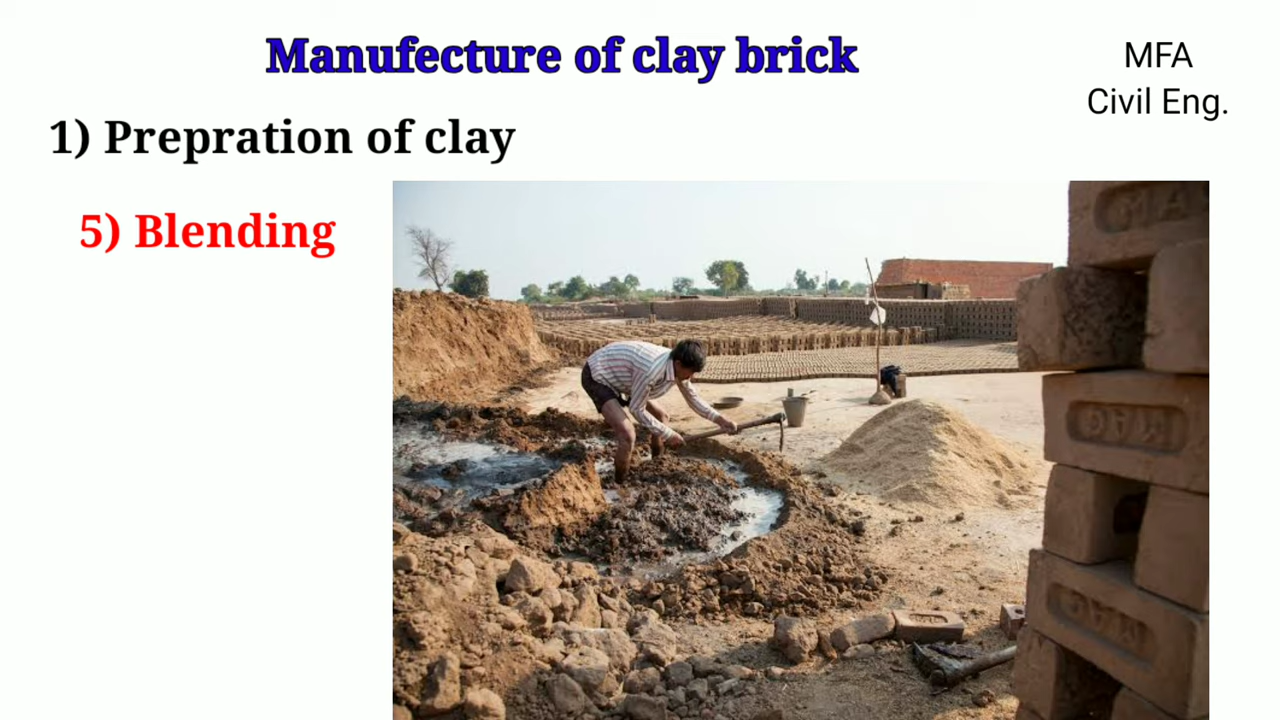 Manufecture of clay brick
MFA
Civil Eng.
1) Prepration of clay
5) Blending